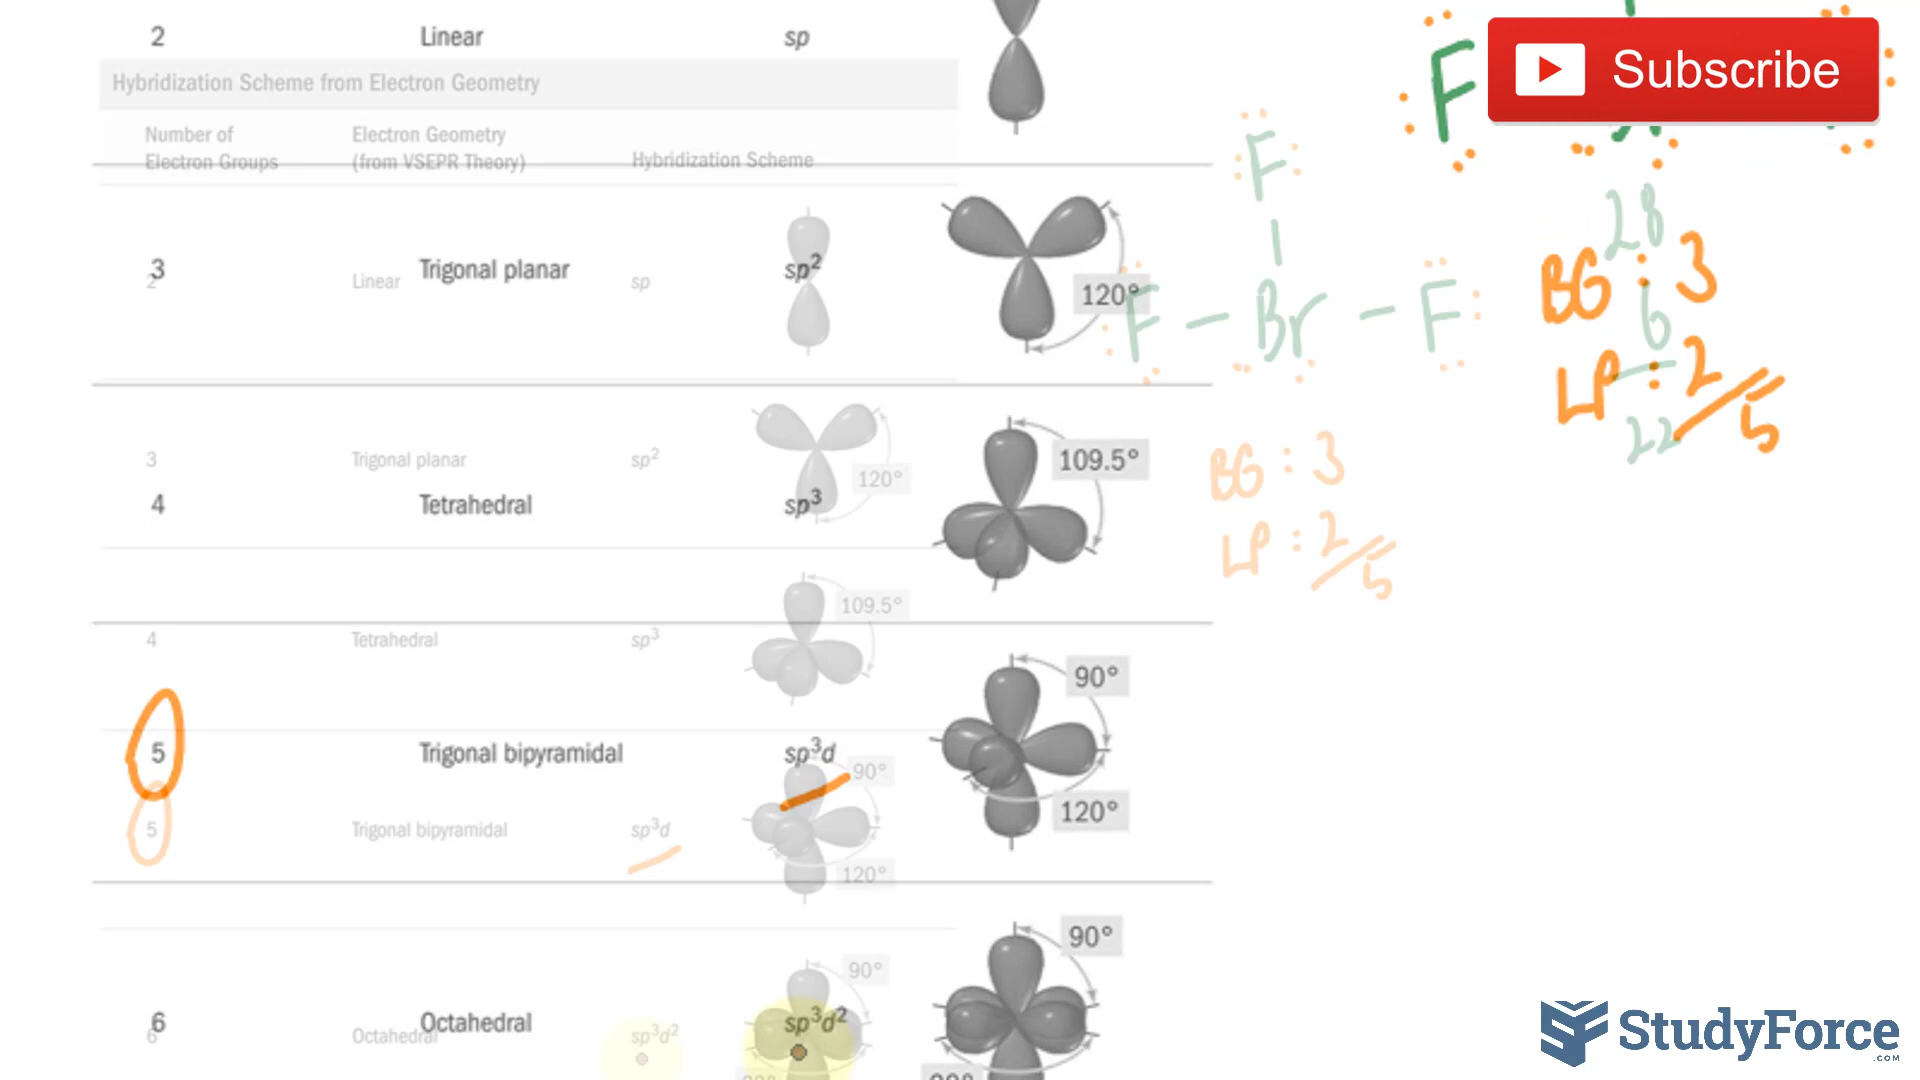 2 Linear sp
Hybridization Scheme from Electron Geometry
Number of Electron Groups
Electron Geometry (from VSEPR Theory)
Hybridization Scheme
3 Trigonal planar sp²
120°
2 Linear sp
3 Trigonal planar sp²
120°
4 Tetrahedral sp³
109.5°
4 Tetrahedral sp³
109.5°
5 Trigonal bipyramidal sp³d
90°
120°
5 Trigonal bipyramidal sp³d
90°
120°
6 Octahedral sp³d²
90°
6 Octahedral sp³d²
90°
F
Subscribe
F
F – Br – F
28
6
22
BG : 3
LP : 2
5
BG : 3
LP : 2
5
StudyForce
.COM